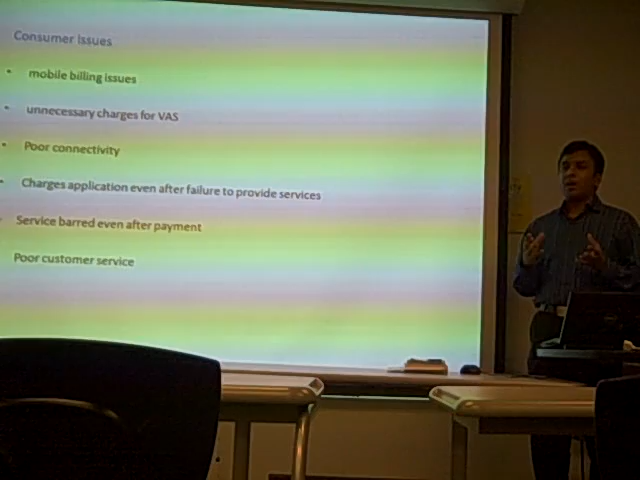 Consumer Issues
• mobile billing issues
• unnecessary charges for VAS
• Poor connectivity
• Charges application even after failure to provide services
• Service barred even after payment
Poor customer service